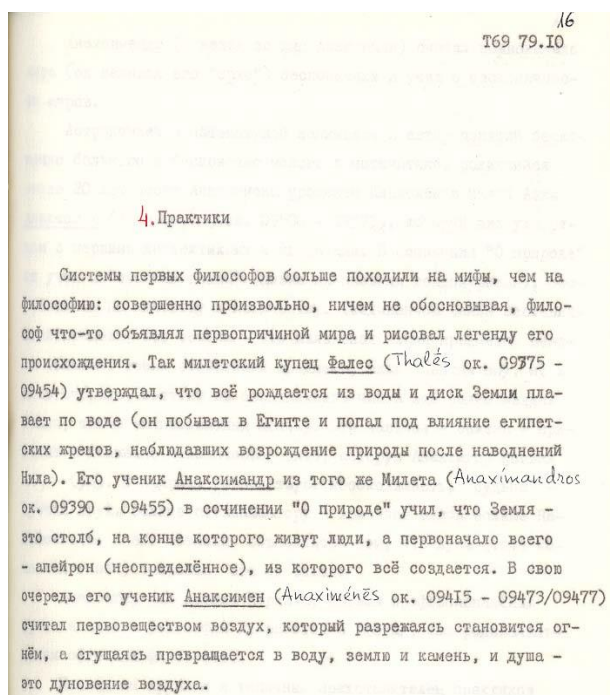 16
Т69 79.I0
4. Практики
Системы первых философов больше походили на мифы, чем на
философию: совершенно произвольно, ничем не обосновывая, фило-
соф что-то объявлял первопричиной мира и рисовал легенду его
происхождения. Так милетский купец Фалес (Thalés ок. 09375 -
09454) утверждал, что всё рождается из воды и диск Земли пла-
вает по воде (он побывал в Египте и попал под влияние египет-
ских жрецов, наблюдавших возрождение природы после наводнений
Нила). Его ученик Анаксимандр из того же Милета (Anaximandros
ок. 09390 - 09455) в сочинении "О природе" учил, что Земля -
это столб, на конце которого живут люди, а первоначало всего
- апейрон (неопределённое), из которого всё создается. В свою
очередь его ученик Анаксимен (Anaximénēs ок. 094I5 - 09473/09477)
считал первовеществом воздух, который разрежаясь становится ог-
нём, а сгущаясь превращается в воду, землю и камень, и душа -
это дуновение воздуха.